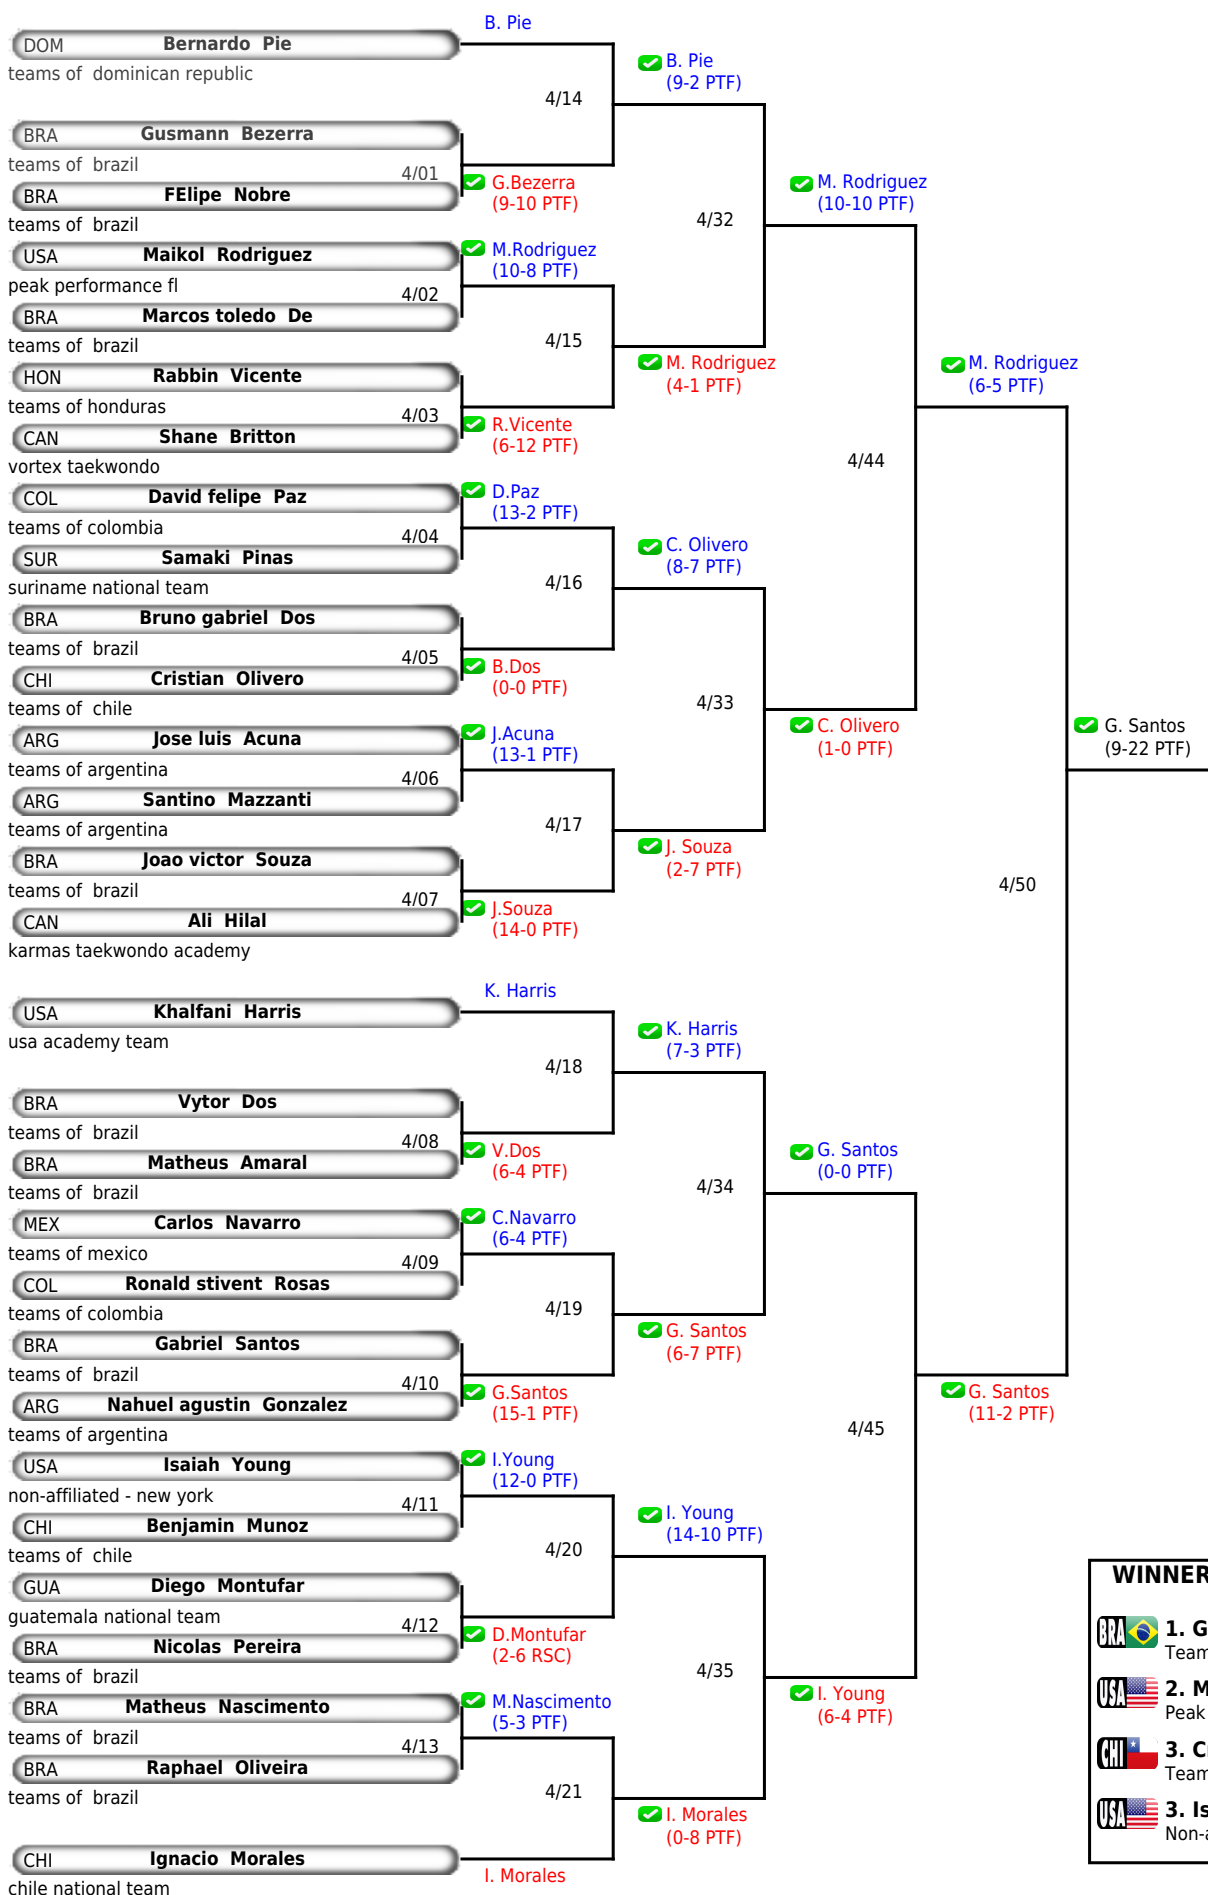 B. Pie
DOM Bernardo Pie
teams of dominican republic
B. Pie
(9-2 PTF)
4/14
BRA Gusmann Bezerra
teams of brazil
4/01
BRA FElipe Nobre
teams of brazil
G.Bezerra
(9-10 PTF)
M. Rodriguez
(10-10 PTF)
4/32
USA Maikol Rodriguez
peak performance fl
M.Rodriguez
(10-8 PTF)
4/02
BRA Marcos toledo De
teams of brazil
4/15
HON Rabbin Vicente
teams of honduras
M. Rodriguez
(4-1 PTF)
M. Rodriguez
(6-5 PTF)
4/03
CAN Shane Britton
vortex taekwondo
R.Vicente
(6-12 PTF)
4/44
COL David felipe Paz
teams of colombia
D.Paz
(13-2 PTF)
4/04
SUR Samaki Pinas
suriname national team
C. Olivero
(8-7 PTF)
4/16
BRA Bruno gabriel Dos
teams of brazil
4/05
CHI Cristian Olivero
teams of chile
B.Dos
(0-0 PTF)
4/33
ARG Jose luis Acuna
teams of argentina
J.Acuna
(13-1 PTF)
C. Olivero
(1-0 PTF)
G. Santos
(9-22 PTF)
4/06
ARG Santino Mazzanti
teams of argentina
4/17
BRA Joao victor Souza
teams of brazil
J. Souza
(2-7 PTF)
4/50
4/07
CAN Ali Hilal
karmas taekwondo academy
J.Souza
(14-0 PTF)
K. Harris
USA Khalfani Harris
usa academy team
K. Harris
(7-3 PTF)
4/18
BRA Vytor Dos
teams of brazil
4/08
BRA Matheus Amaral
teams of brazil
V.Dos
(6-4 PTF)
G. Santos
(0-0 PTF)
4/34
MEX Carlos Navarro
teams of mexico
C.Navarro
(6-4 PTF)
4/09
COL Ronald stivent Rosas
teams of colombia
4/19
BRA Gabriel Santos
teams of brazil
G. Santos
(6-7 PTF)
4/10
ARG Nahuel agustin Gonzalez
teams of argentina
G.Santos
(15-1 PTF)
G. Santos
(11-2 PTF)
4/45
USA Isaiah Young
non-affiliated - new york
I.Young
(12-0 PTF)
4/11
CHI Benjamin Munoz
teams of chile
I. Young
(14-10 PTF)
4/20
GUA Diego Montufar
guatemala national team
4/12
BRA Nicolas Pereira
teams of brazil
D.Montufar
(2-6 RSC)
4/35
BRA Matheus Nascimento
teams of brazil
M.Nascimento
(5-3 PTF)
I. Young
(6-4 PTF)
4/13
BRA Raphael Oliveira
teams of brazil
4/21
I. Morales
(0-8 PTF)
CHI Ignacio Morales
chile national team
I. Morales
WINNER
BRA 1. G
Team
USA 2. M
Peak
CHI 3. C
Team
USA 3. Is
Non-a